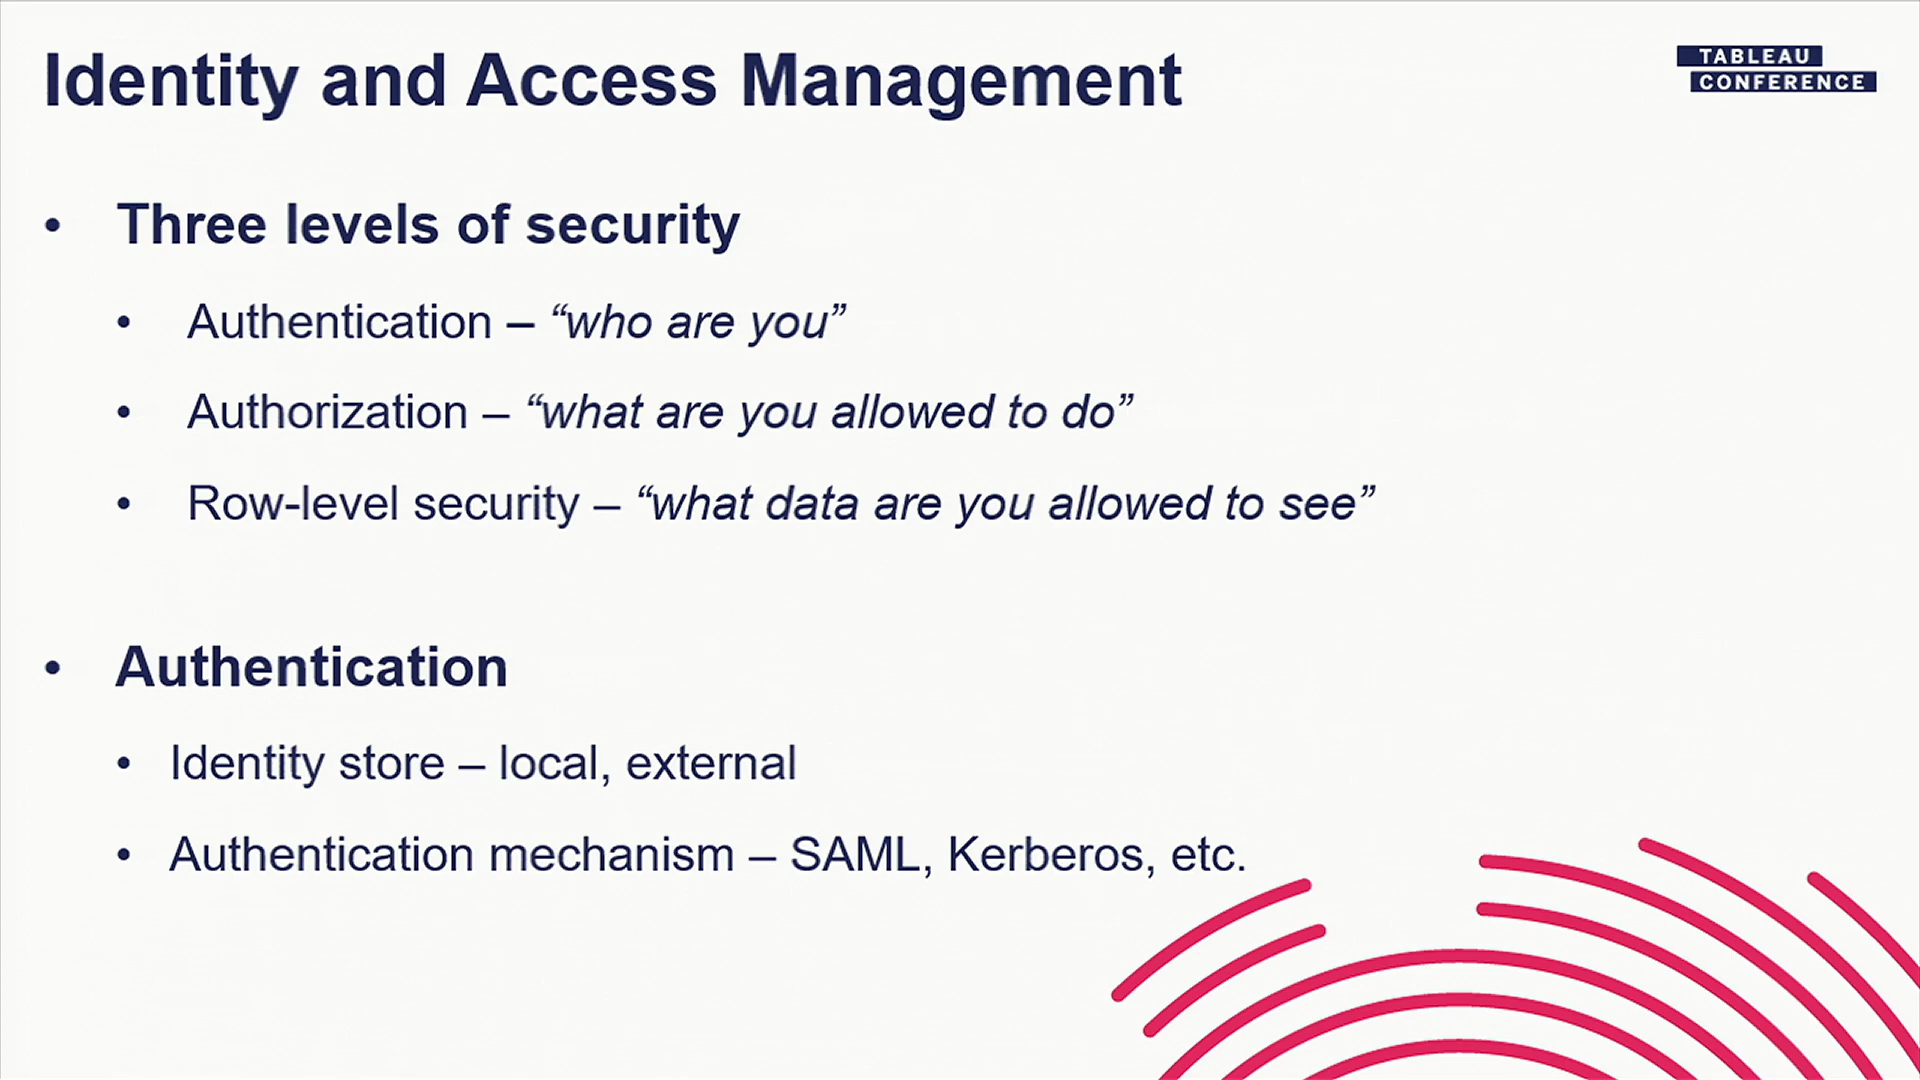 Identity and Access Management
TABLEAU
CONFERENCE
• Three levels of security
• Authentication – “who are you”
• Authorization – “what are you allowed to do”
• Row-level security – “what data are you allowed to see”
• Authentication
• Identity store – local, external
• Authentication mechanism – SAML, Kerberos, etc.